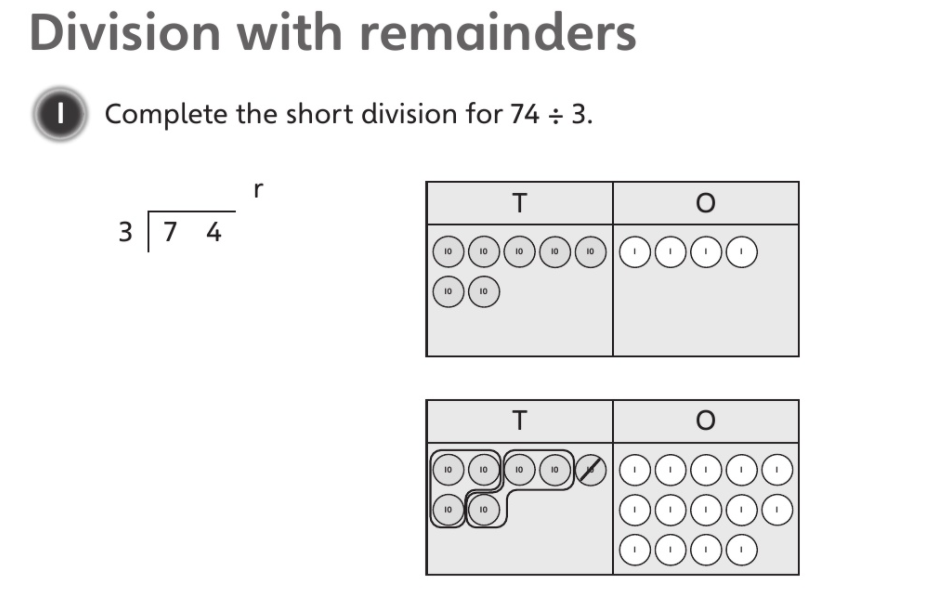 Division with remainders
1 Complete the short division for 74 ÷ 3.
r
3 7 4
T O
10 10 10 10 10 1 1 1 1
10 10
T O
10 10 10 10 10 1 1 1 1 1
10 10 1 1 1 1 1
1 1 1 1